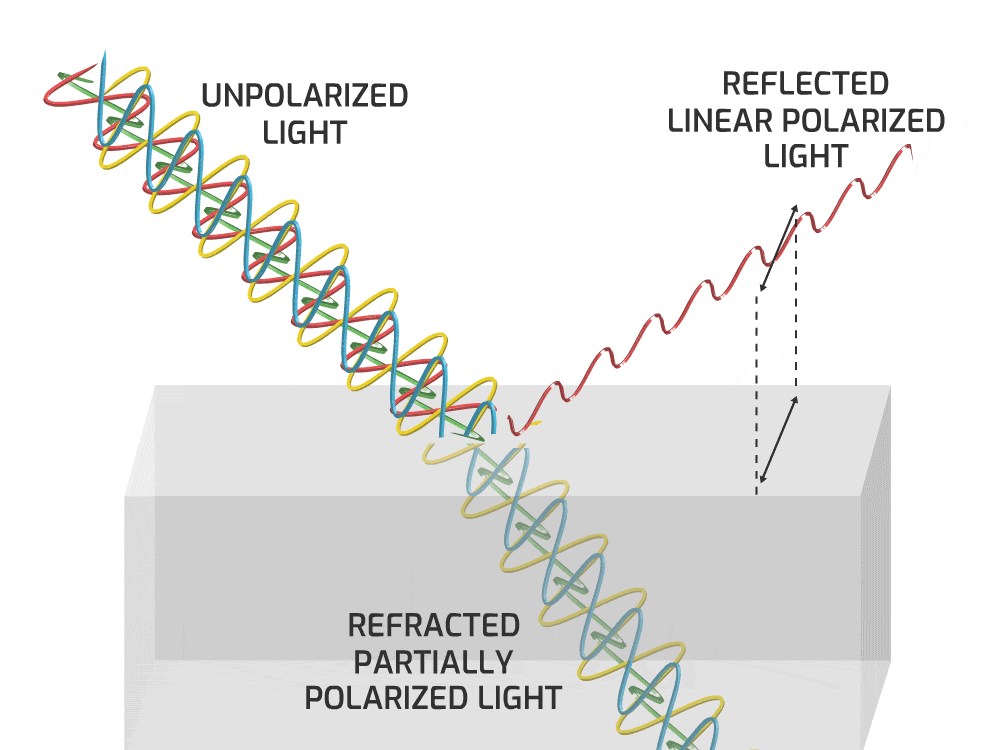 UNPOLARIZED
LIGHT
REFLECTED
LINEAR POLARIZED
LIGHT
REFRACTED
PARTIALLY
POLARIZED LIGHT